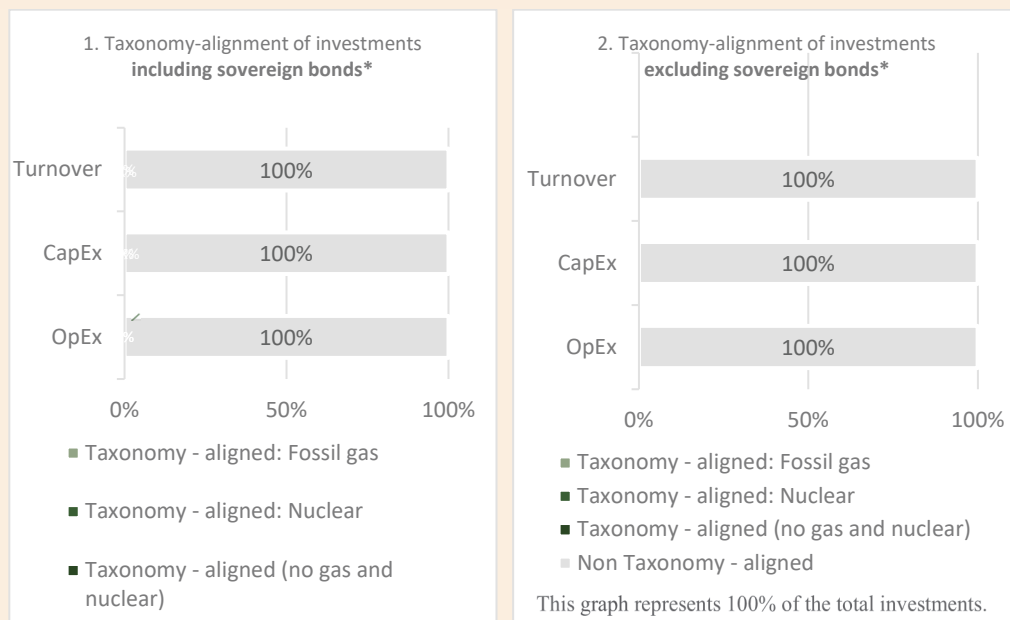 1. Taxonomy-alignment of investments
including sovereign bonds*
Turnover
100%
CapEx
100%
OpEx
100%
0% 50% 100%
Taxonomy - aligned: Fossil gas
Taxonomy - aligned: Nuclear
Taxonomy - aligned (no gas and
nuclear)
2. Taxonomy-alignment of investments
excluding sovereign bonds*
Turnover
100%
CapEx
100%
OpEx
100%
0% 50% 100%
Taxonomy - aligned: Fossil gas
Taxonomy - aligned: Nuclear
Taxonomy - aligned (no gas and nuclear)
Non Taxonomy - aligned
This graph represents 100% of the total investments.